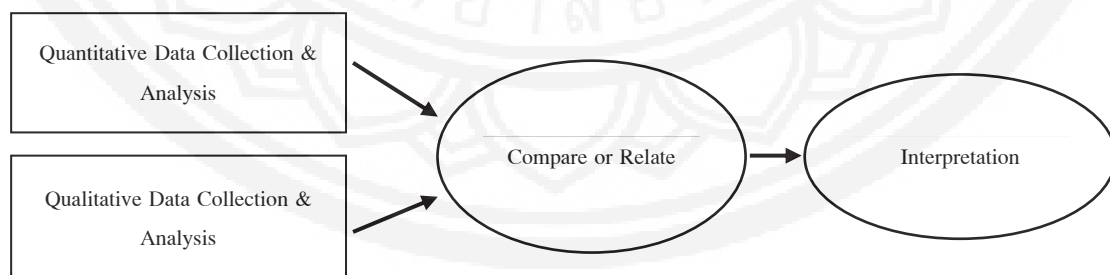 Quantitative Data Collection &
Analysis
Compare or Relate
Interpretation
Qualitative Data Collection &
Analysis